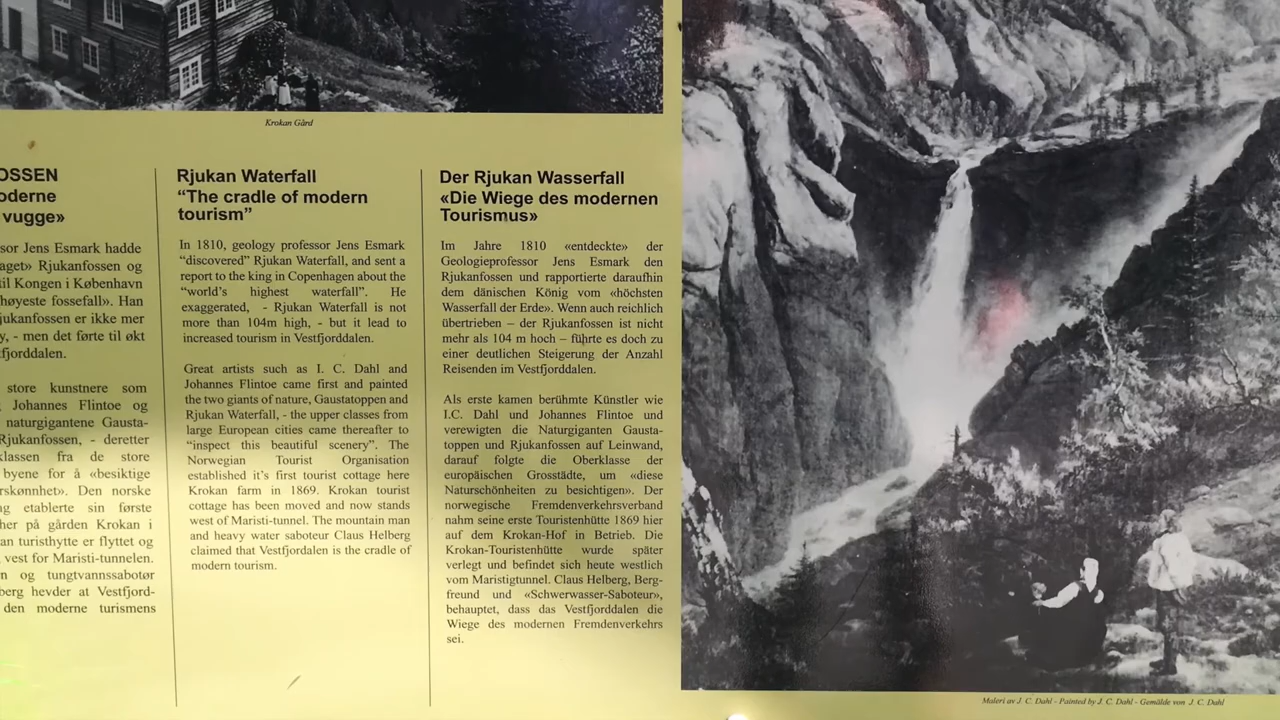 Krokan Gård
OSSEN
oderne
vugge»
sor Jens Esmark hadde
aget» Rjukanfossen og
til Kongen i København
høyeste fossefall». Han
jukanfossen er ikke mer
y, - men det førte til økt
tfjorddalen.
store kunstnere som
Johannes Flintoe og
naturgigantene Gausta-
Rjukanfossen, - deretter
klassen fra de store
byene for å «besiktige
rskønnhet». Den norske
ng etablerte sin første
her på gården Krokan i
an turisthytte er flyttet og
vest for Maristi-tunnelen.
n og tungtvannssabotør
berg hevder at Vestfjord-
den moderne turismens
Rjukan Waterfall
“The cradle of modern
tourism”
In 1810, geology professor Jens Esmark
“discovered” Rjukan Waterfall, and sent a
report to the king in Copenhagen about the
“world’s highest waterfall”. He
exaggerated, - Rjukan Waterfall is not
more than 104m high, - but it lead to
increased tourism in Vestfjorddalen.
Great artists such as I. C. Dahl and
Johannes Flintoe came first and painted
the two giants of nature, Gaustatoppen and
Rjukan Waterfall, - the upper classes from
large European cities came thereafter to
“inspect this beautiful scenery”. The
Norwegian Tourist Organisation
established it’s first tourist cottage here
Krokan farm in 1869. Krokan tourist
cottage has been moved and now stands
west of Maristi-tunnel. The mountain man
and heavy water saboteur Claus Helberg
claimed that Vestfjordalen is the cradle of
modern tourism.
Der Rjukan Wasserfall
«Die Wiege des modernen
Tourismus»
Im Jahre 1810 «entdeckte» der
Geologieprofessor Jens Esmark den
Rjukanfossen und rapportierte daraufhin
dem dänischen König vom «höchsten
Wasserfall der Erde». Wenn auch reichlich
übertrieben – der Rjukanfossen ist nicht
mehr als 104 m hoch – führte es doch zu
einer deutlichen Steigerung der Anzahl
Reisenden im Vestfjorddalen.
Als erste kamen berühmte Künstler wie
I.C. Dahl und Johannes Flintoe und
verewigten die Naturgiganten Gausta-
toppen und Rjukanfossen auf Leinwand,
darauf folgte die Oberklasse der
europäischen Grosstädte, um «diese
Naturschönheiten zu besichtigen». Der
norwegische Fremdenverkehrsverband
nahm seine erste Touristenhütte 1869 hier
auf dem Krokan-Hof in Betrieb. Die
Krokan-Touristenhütte wurde später
verlegt und befindet sich heute westlich
vom Maristigtunnel. Claus Helberg, Berg-
freund und «Schwerwasser-Saboteur»,
behauptet, dass das Vestfjorddalen die
Wiege des modernen Fremdenverkehrs
sei.
Maleri av J. C. Dahl - Painted by J. C. Dahl - Gemälde von J. C. Dahl